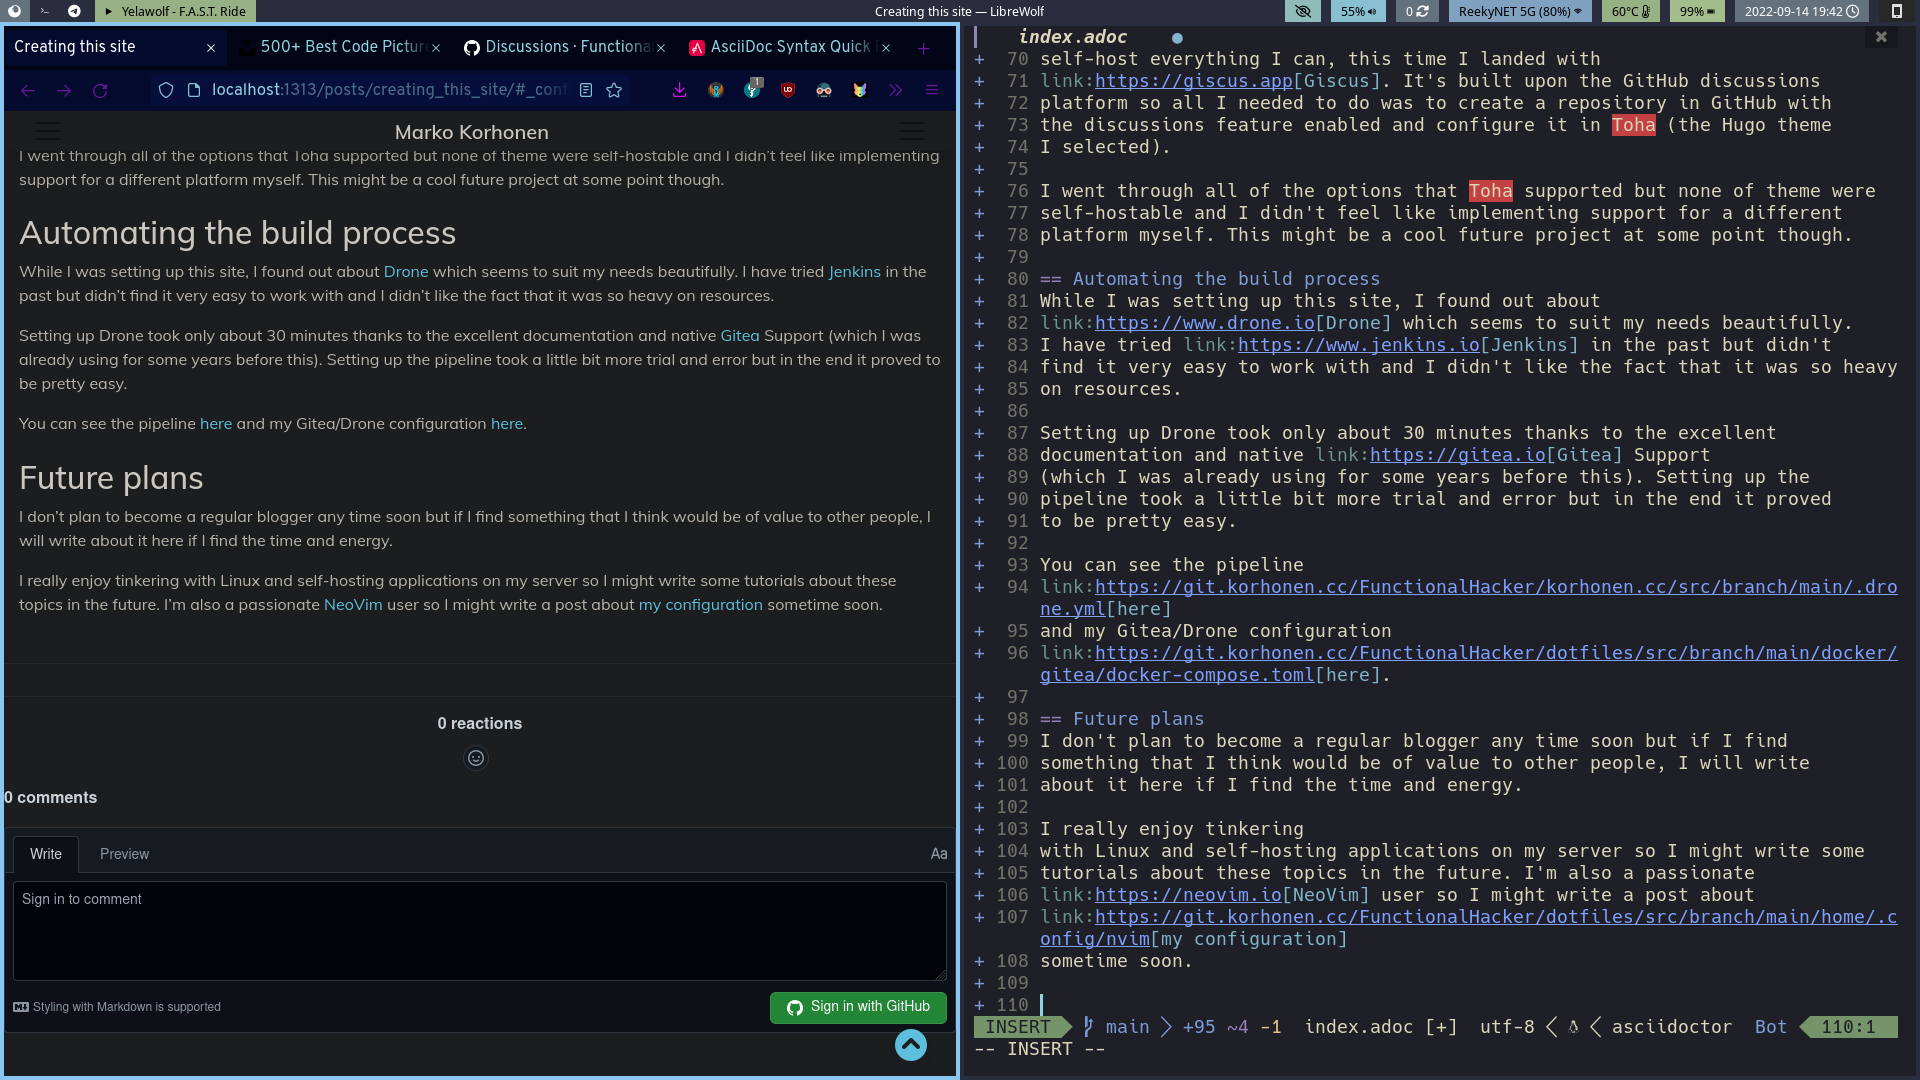 Yelawolf - F.A.S.T. Ride
Creating this site — LibreWolf
55%
0
ReekyNET 5G (80%)
60°C
99%
2022-09-14 19:42
Creating this site
500+ Best Code Pictur
Discussions · Functiona
AsciiDoc Syntax Quick
localhost:1313/posts/creating_this_site/#_con
1
Marko Korhonen
I went through all of the options that Toha supported but none of theme were self-hostable and I didn't feel like implementing
support for a different platform myself. This might be a cool future project at some point though.
Automating the build process
While I was setting up this site, I found out about Drone which seems to suit my needs beautifully. I have tried Jenkins in the
past but didn't find it very easy to work with and I didn't like the fact that it was so heavy on resources.
Setting up Drone took only about 30 minutes thanks to the excellent documentation and native Gitea Support (which I was
already using for some years before this). Setting up the pipeline took a little bit more trial and error but in the end it proved to
be pretty easy.
You can see the pipeline here and my Gitea/Drone configuration here.
Future plans
I don't plan to become a regular blogger any time soon but if I find something that I think would be of value to other people, I
will write about it here if I find the time and energy.
I really enjoy tinkering with Linux and self-hosting applications on my server so I might write some tutorials about these
topics in the future. I'm also a passionate NeoVim user so I might write a post about my configuration sometime soon.
0 reactions
0 comments
Write Preview Aa
Sign in to comment
Styling with Markdown is supported
Sign in with GitHub
index.adoc
+ 70 self-host everything I can, this time I landed with
+ 71 link:https://giscus.app[Giscus]. It's built upon the GitHub discussions
+ 72 platform so all I needed to do was to create a repository in GitHub with
+ 73 the discussions feature enabled and configure it in Toha (the Hugo theme
+ 74 I selected).
+ 75
+ 76 I went through all of the options that Toha supported but none of theme were
+ 77 self-hostable and I didn't feel like implementing support for a different
+ 78 platform myself. This might be a cool future project at some point though.
+ 79
+ 80 == Automating the build process
+ 81 While I was setting up this site, I found out about
+ 82 link:https://www.drone.io[Drone] which seems to suit my needs beautifully.
+ 83 I have tried link:https://www.jenkins.io[Jenkins] in the past but didn't
+ 84 find it very easy to work with and I didn't like the fact that it was so heavy
+ 85 on resources.
+ 86
+ 87 Setting up Drone took only about 30 minutes thanks to the excellent
+ 88 documentation and native link:https://gitea.io[Gitea] Support
+ 89 (which I was already using for some years before this). Setting up the
+ 90 pipeline took a little bit more trial and error but in the end it proved
+ 91 to be pretty easy.
+ 92
+ 93 You can see the pipeline
+ 94 link:https://git.korhonen.cc/FunctionalHacker/korhonen.cc/src/branch/main/.dro
ne.yml[here]
+ 95 and my Gitea/Drone configuration
+ 96 link:https://git.korhonen.cc/FunctionalHacker/dotfiles/src/branch/main/docker/
gitea/docker-compose.toml[here].
+ 97
+ 98 == Future plans
+ 99 I don't plan to become a regular blogger any time soon but if I find
+ 100 something that I think would be of value to other people, I will write
+ 101 about it here if I find the time and energy.
+ 102
+ 103 I really enjoy tinkering
+ 104 with Linux and self-hosting applications on my server so I might write some
+ 105 tutorials about these topics in the future. I'm also a passionate
+ 106 link:https://neovim.io[NeoVim] user so I might write a post about
+ 107 link:https://git.korhonen.cc/FunctionalHacker/dotfiles/src/branch/main/home/.c
onfig/nvim[my configuration]
+ 108 sometime soon.
+ 109
+ 110
INSERT main +95 ~4 -1 index.adoc [+] utf-8 asciidoctor Bot 110:1
-- INSERT --